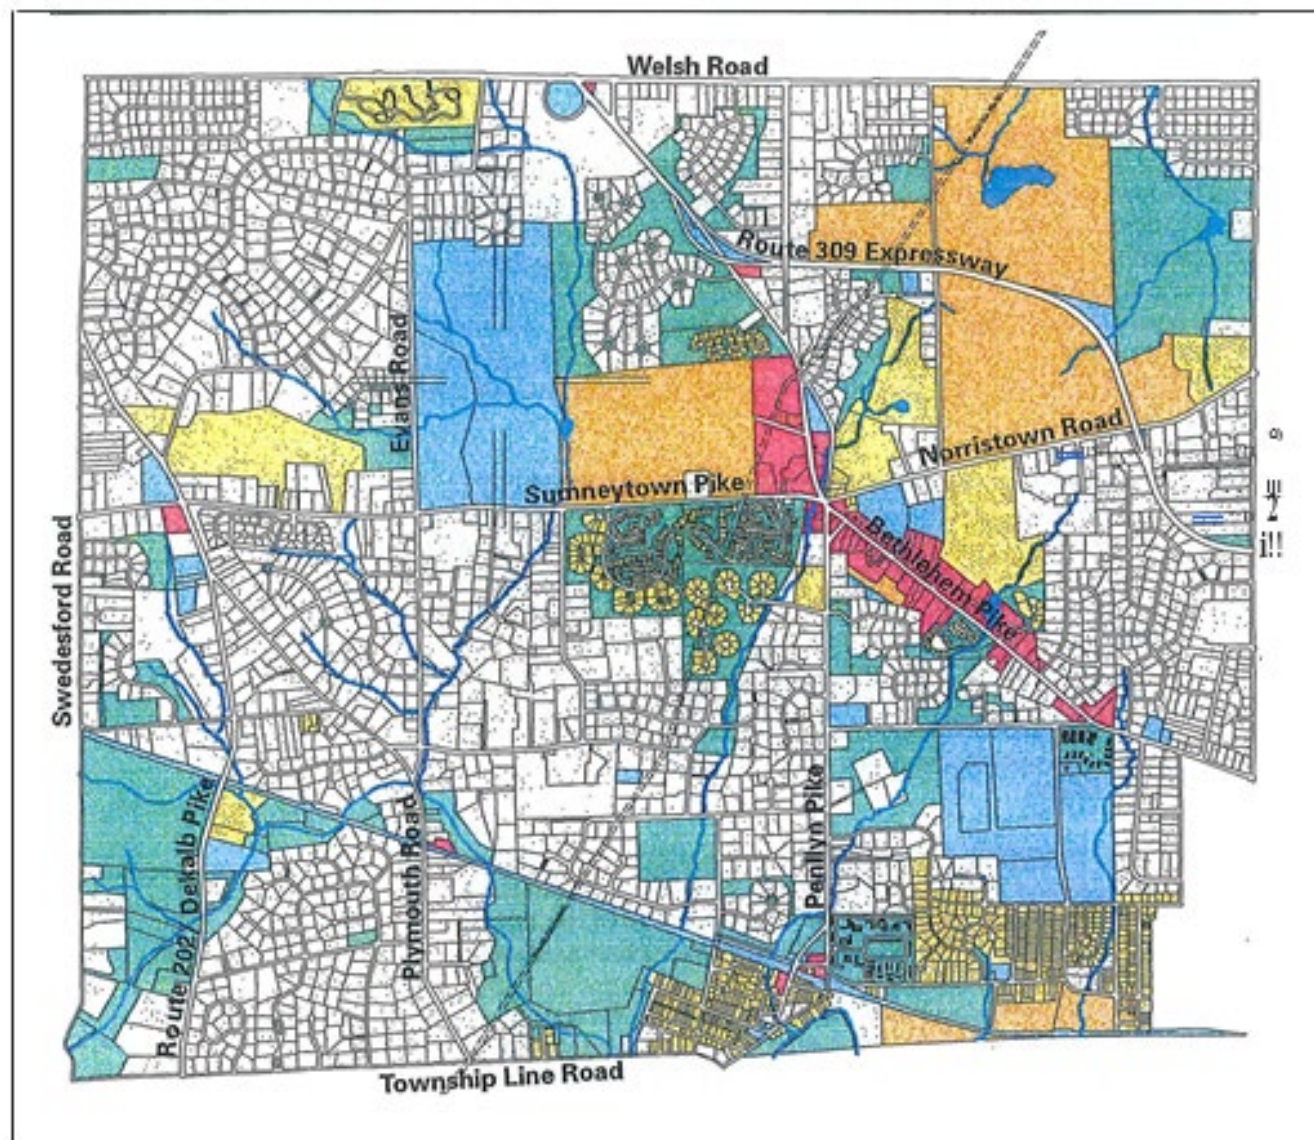 Welsh Road
Route 309 Expressway
Evans Road
Norristown Road
Sumneytown Pike
Bethlehem Pike
Swedesford Road
Route 202 / Dekalb Pike
Plymouth Road
Penllyn Pike
Township Line Road